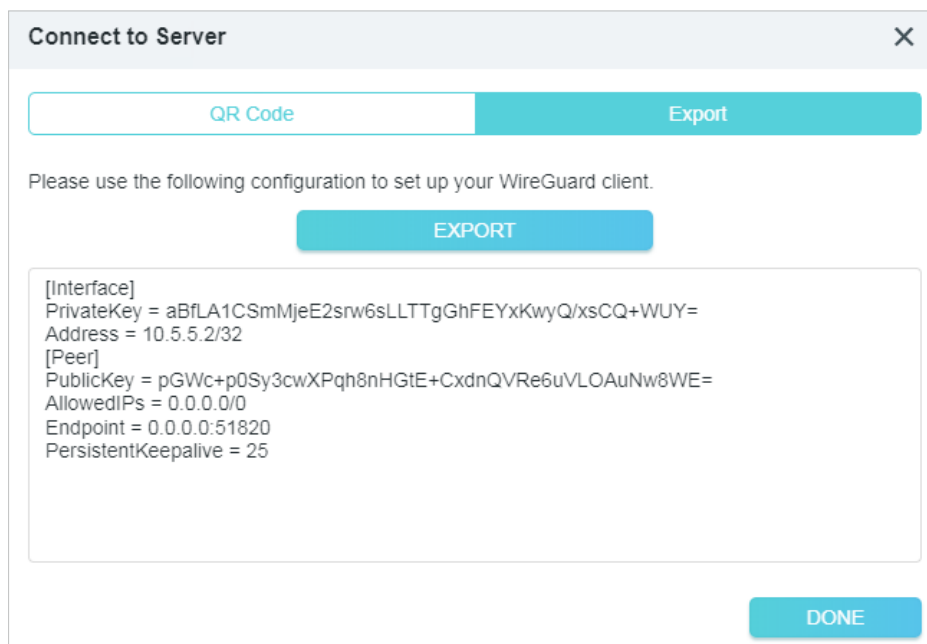 Connect to Server
QR Code
Export
Please use the following configuration to set up your WireGuard client.
EXPORT
[Interface]
PrivateKey = aBfLA1CSmMjeE2srw6sLLTTgGhFEYxKwyQ/xsCQ+WUY=
Address = 10.5.5.2/32
[Peer]
PublicKey = pGWc+p0Sy3cwXPqh8nHGtE+CxdnQVRe6uVLOAuNw8WE=
AllowedIPs = 0.0.0.0/0
Endpoint = 0.0.0.0:51820
PersistentKeepalive = 25
DONE